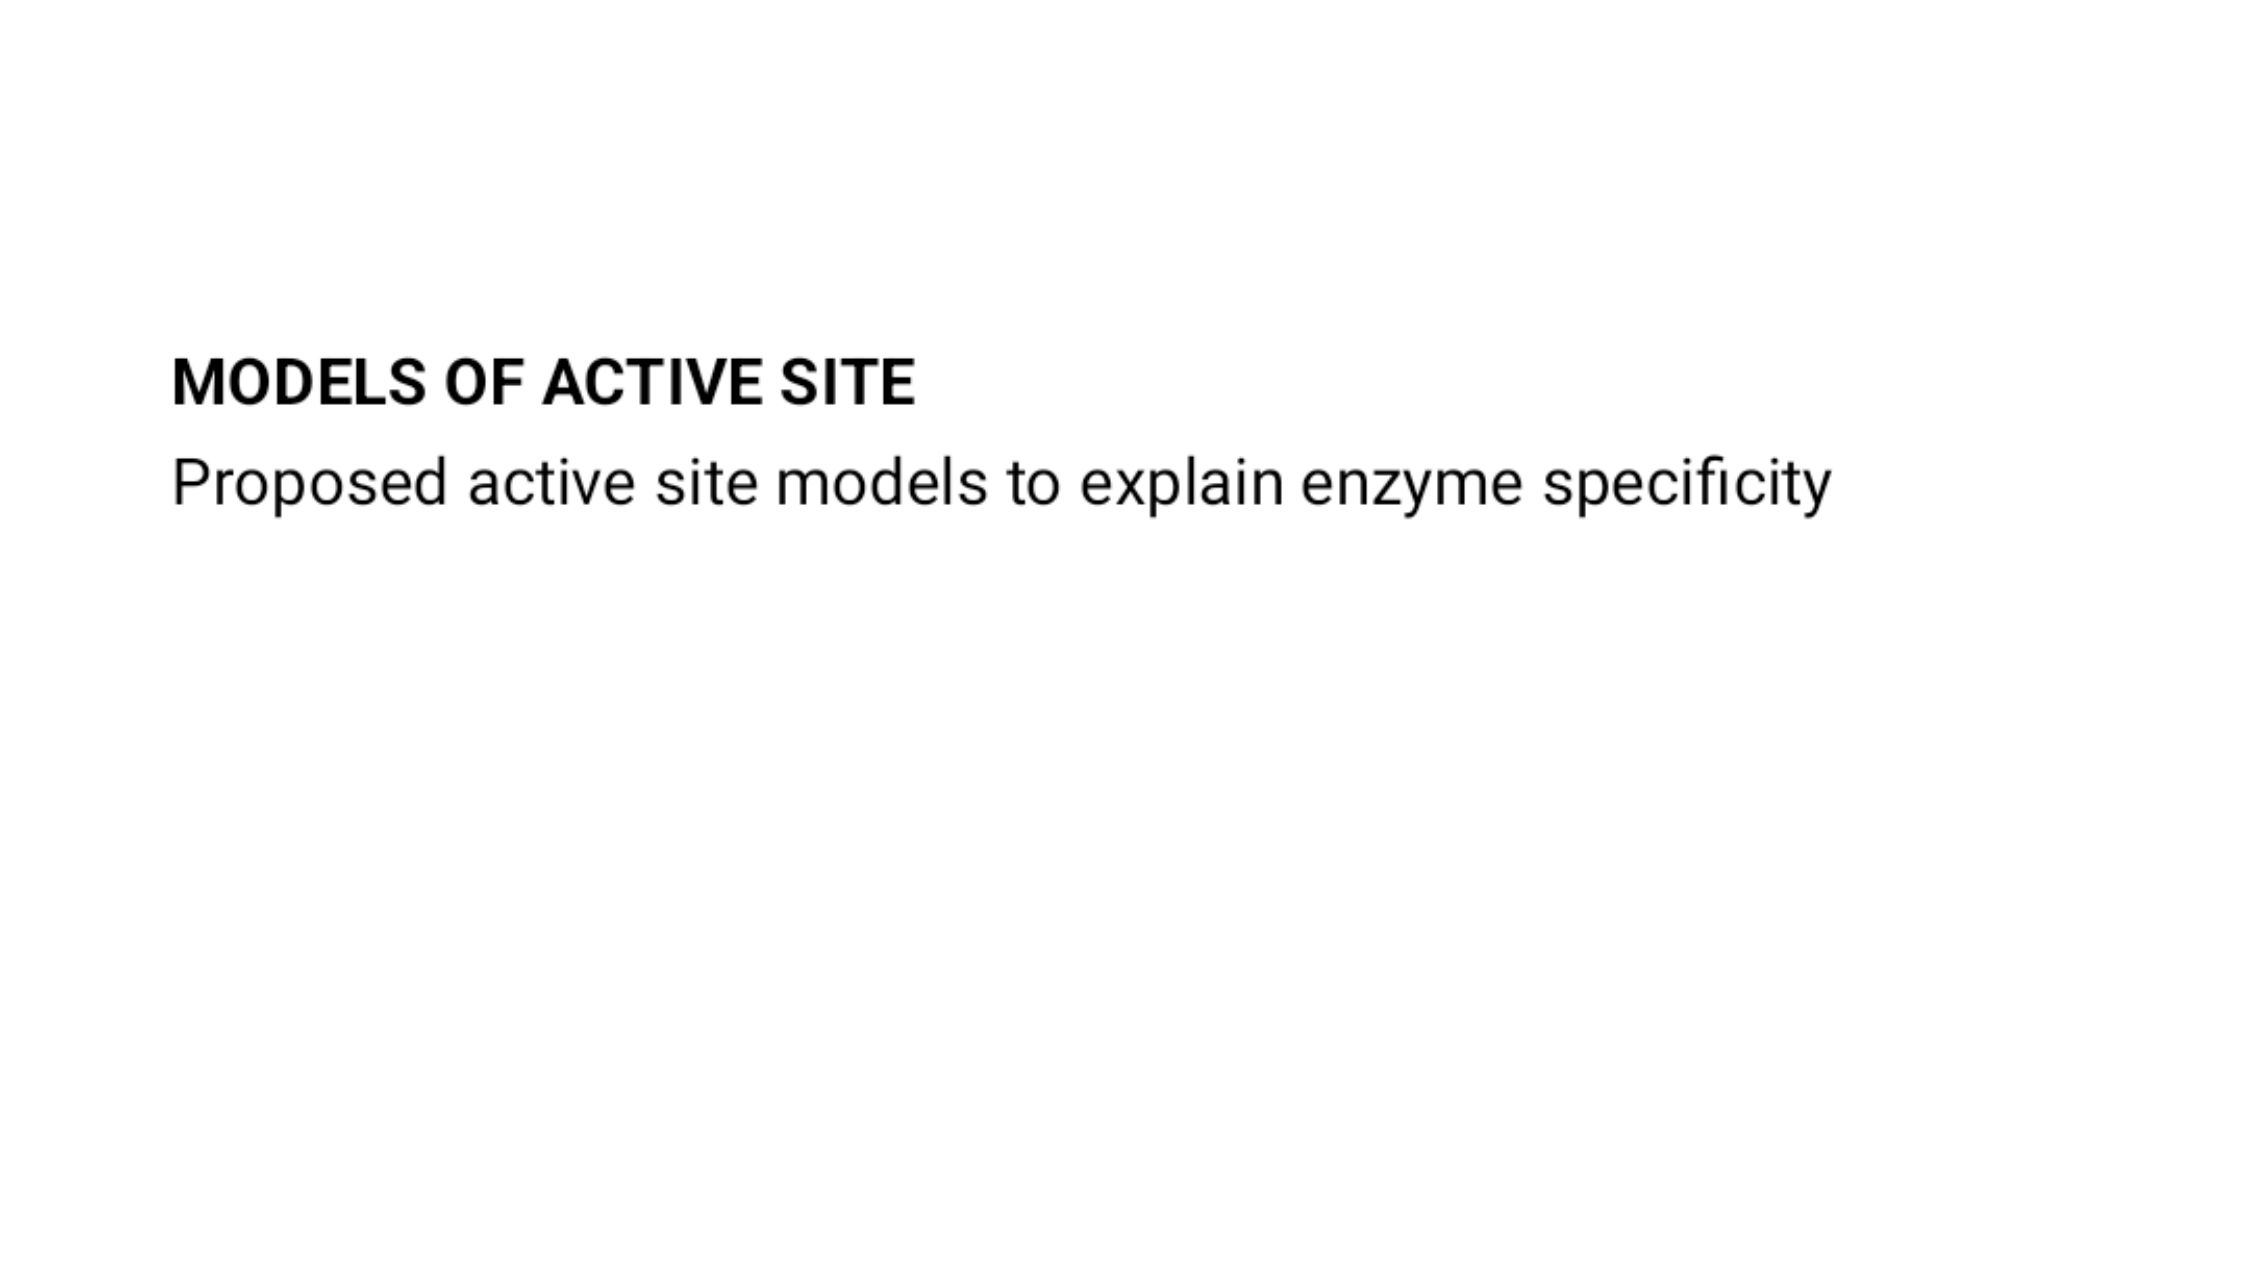 MODELS OF ACTIVE SITE
Proposed active site models to explain enzyme specificity